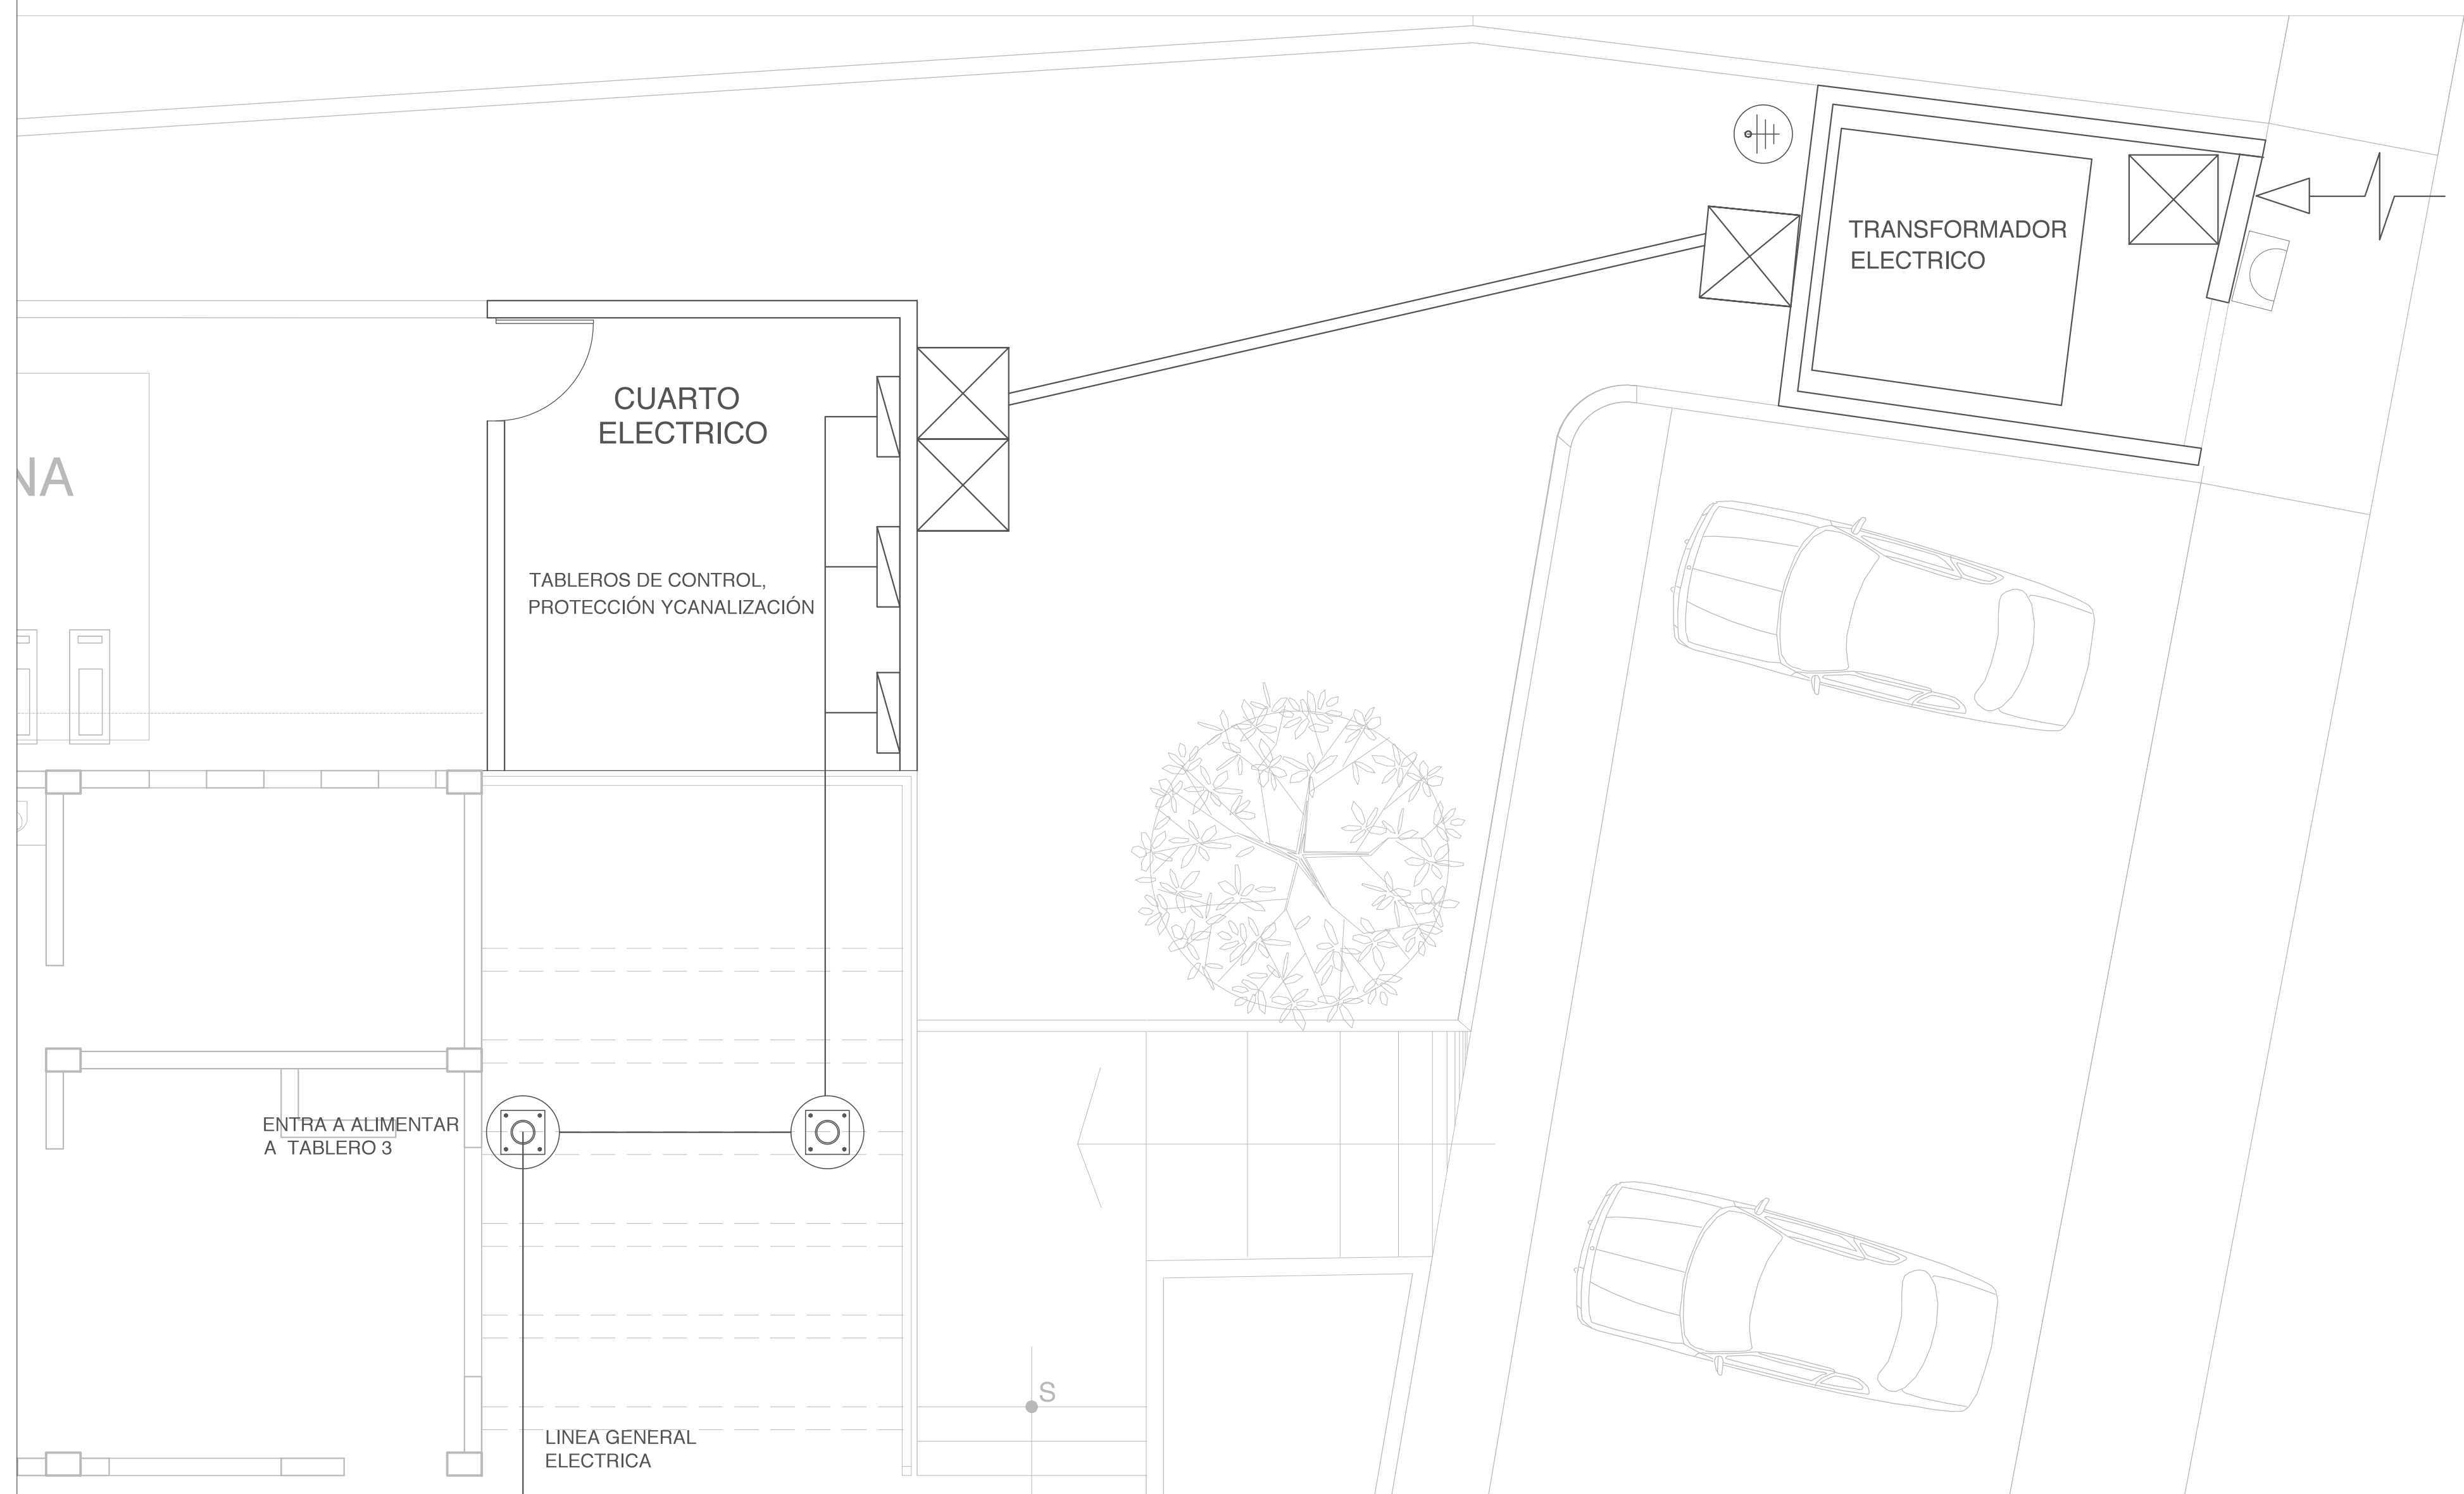 TRANSFORMADOR
ELECTRICO
CUARTO
ELECTRICO
NA
TABLEROS DE CONTROL,
PROTECCIÓN YCANALIZACIÓN
ENTRA A ALIMENTAR
A TABLERO 3
S
LINEA GENERAL
ELECTRICA